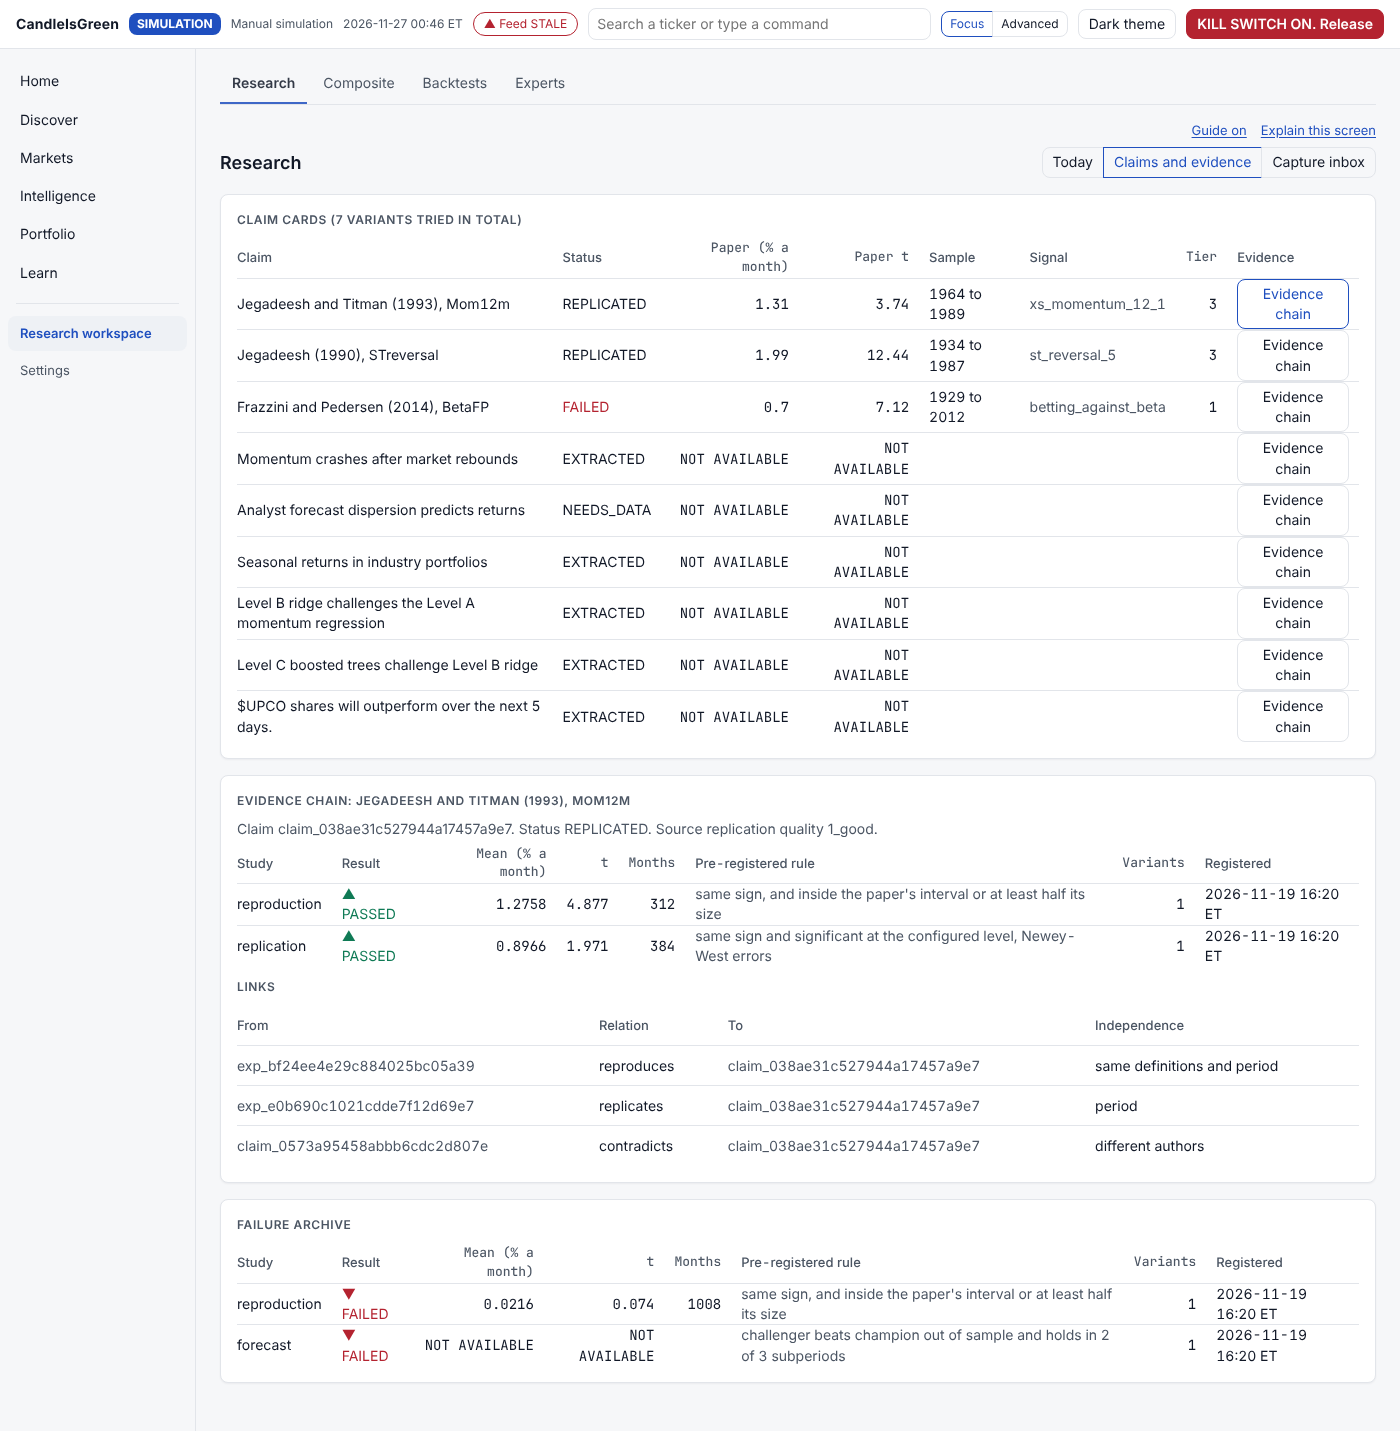 CandleIsGreen SIMULATION Manual simulation 2026-11-27 00:46 ET ▲ Feed STALE Search a ticker or type a command Focus Advanced Dark theme KILL SWITCH ON. Release
Home
Discover
Markets
Intelligence
Portfolio
Learn
Research workspace
Settings
Research Composite Backtests Experts
Guide on Explain this screen
Research Today Claims and evidence Capture inbox
CLAIM CARDS (7 VARIANTS TRIED IN TOTAL)
Claim Status Paper (% a month) Paper t Sample Signal Tier Evidence
Jegadeesh and Titman (1993), Mom12m REPLICATED 1.31 3.74 1964 to 1989 xs_momentum_12_1 3 Evidence chain
Jegadeesh (1990), STreversal REPLICATED 1.99 12.44 1934 to 1987 st_reversal_5 3 Evidence chain
Frazzini and Pedersen (2014), BetaFP FAILED 0.7 7.12 1929 to 2012 betting_against_beta 1 Evidence chain
Momentum crashes after market rebounds EXTRACTED NOT AVAILABLE NOT AVAILABLE Evidence chain
Analyst forecast dispersion predicts returns NEEDS_DATA NOT AVAILABLE NOT AVAILABLE Evidence chain
Seasonal returns in industry portfolios EXTRACTED NOT AVAILABLE NOT AVAILABLE Evidence chain
Level B ridge challenges the Level A momentum regression EXTRACTED NOT AVAILABLE NOT AVAILABLE Evidence chain
Level C boosted trees challenge Level B ridge EXTRACTED NOT AVAILABLE NOT AVAILABLE Evidence chain
$UPCO shares will outperform over the next 5 days. EXTRACTED NOT AVAILABLE NOT AVAILABLE Evidence chain
EVIDENCE CHAIN: JEGADEESH AND TITMAN (1993), MOM12M
Claim claim_038ae31c527944a17457a9e7. Status REPLICATED. Source replication quality 1_good.
Study Result Mean (% a month) t Months Pre-registered rule Variants Registered
reproduction ▲ PASSED 1.2758 4.877 312 same sign, and inside the paper's interval or at least half its size 1 2026-11-19 16:20 ET
replication ▲ PASSED 0.8966 1.971 384 same sign and significant at the configured level, Newey-West errors 1 2026-11-19 16:20 ET
LINKS
From Relation To Independence
exp_bf24ee4e29c884025bc05a39 reproduces claim_038ae31c527944a17457a9e7 same definitions and period
exp_e0b690c1021cdde7f12d69e7 replicates claim_038ae31c527944a17457a9e7 period
claim_0573a95458abbb6cdc2d807e contradicts claim_038ae31c527944a17457a9e7 different authors
FAILURE ARCHIVE
Study Result Mean (% a month) t Months Pre-registered rule Variants Registered
reproduction ▼ FAILED 0.0216 0.074 1008 same sign, and inside the paper's interval or at least half its size 1 2026-11-19 16:20 ET
forecast ▼ FAILED NOT AVAILABLE NOT AVAILABLE challenger beats champion out of sample and holds in 2 of 3 subperiods 1 2026-11-19 16:20 ET